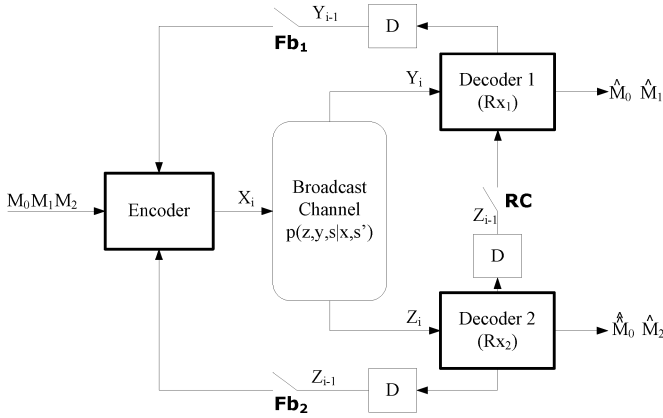 Y_{i-1}
D
Fb₁
Y_i
Decoder 1
(Rx₁)
M̂₀ M̂₁
M₀M₁M₂
Encoder
X_i
Broadcast
Channel
p(z,y,s|x,s')
RC
Z_{i-1}
D
Z_i
Decoder 2
(Rx₂)
M̂̂₀ M̂₂
Z_{i-1}
D
Fb₂